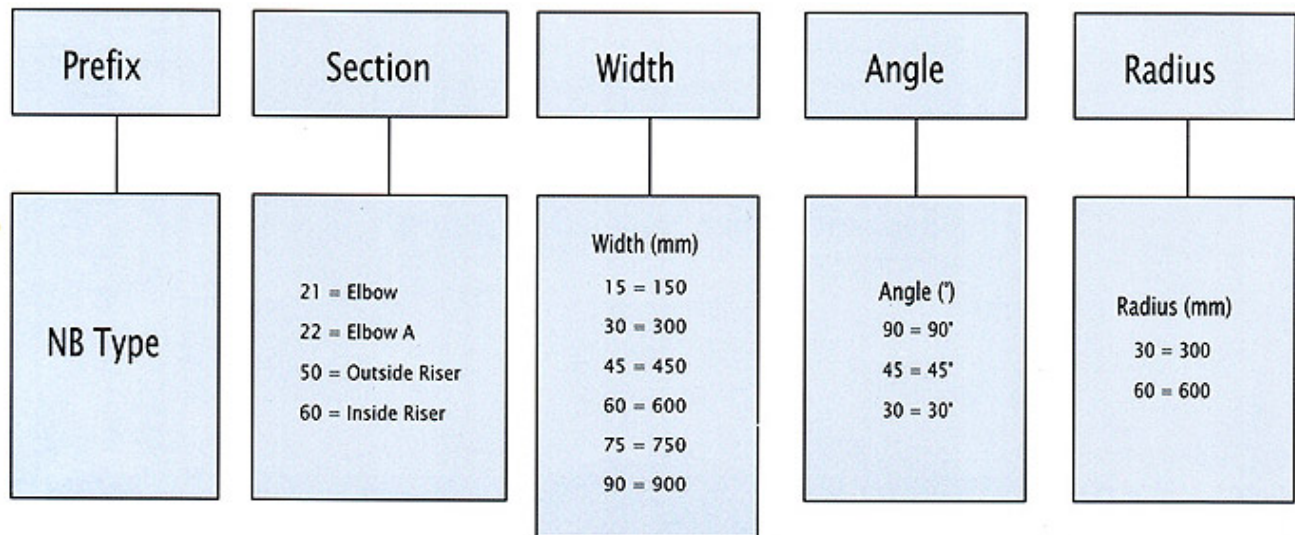 Prefix
Section
Width
Angle
Radius
NB Type
21 = Elbow
22 = Elbow A
50 = Outside Riser
60 = Inside Riser
Width (mm)
15 = 150
30 = 300
45 = 450
60 = 600
75 = 750
90 = 900
Angle (°)
90 = 90°
45 = 45°
30 = 30°
Radius (mm)
30 = 300
60 = 600